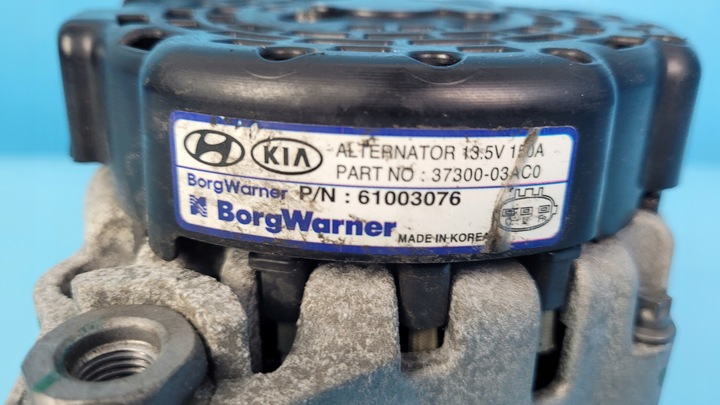 KIA ALTERNATOR 13.5V 150A
PART NO : 37300-03AC0
BorgWarner P/N : 61003076
BorgWarner
MADE IN KOREA